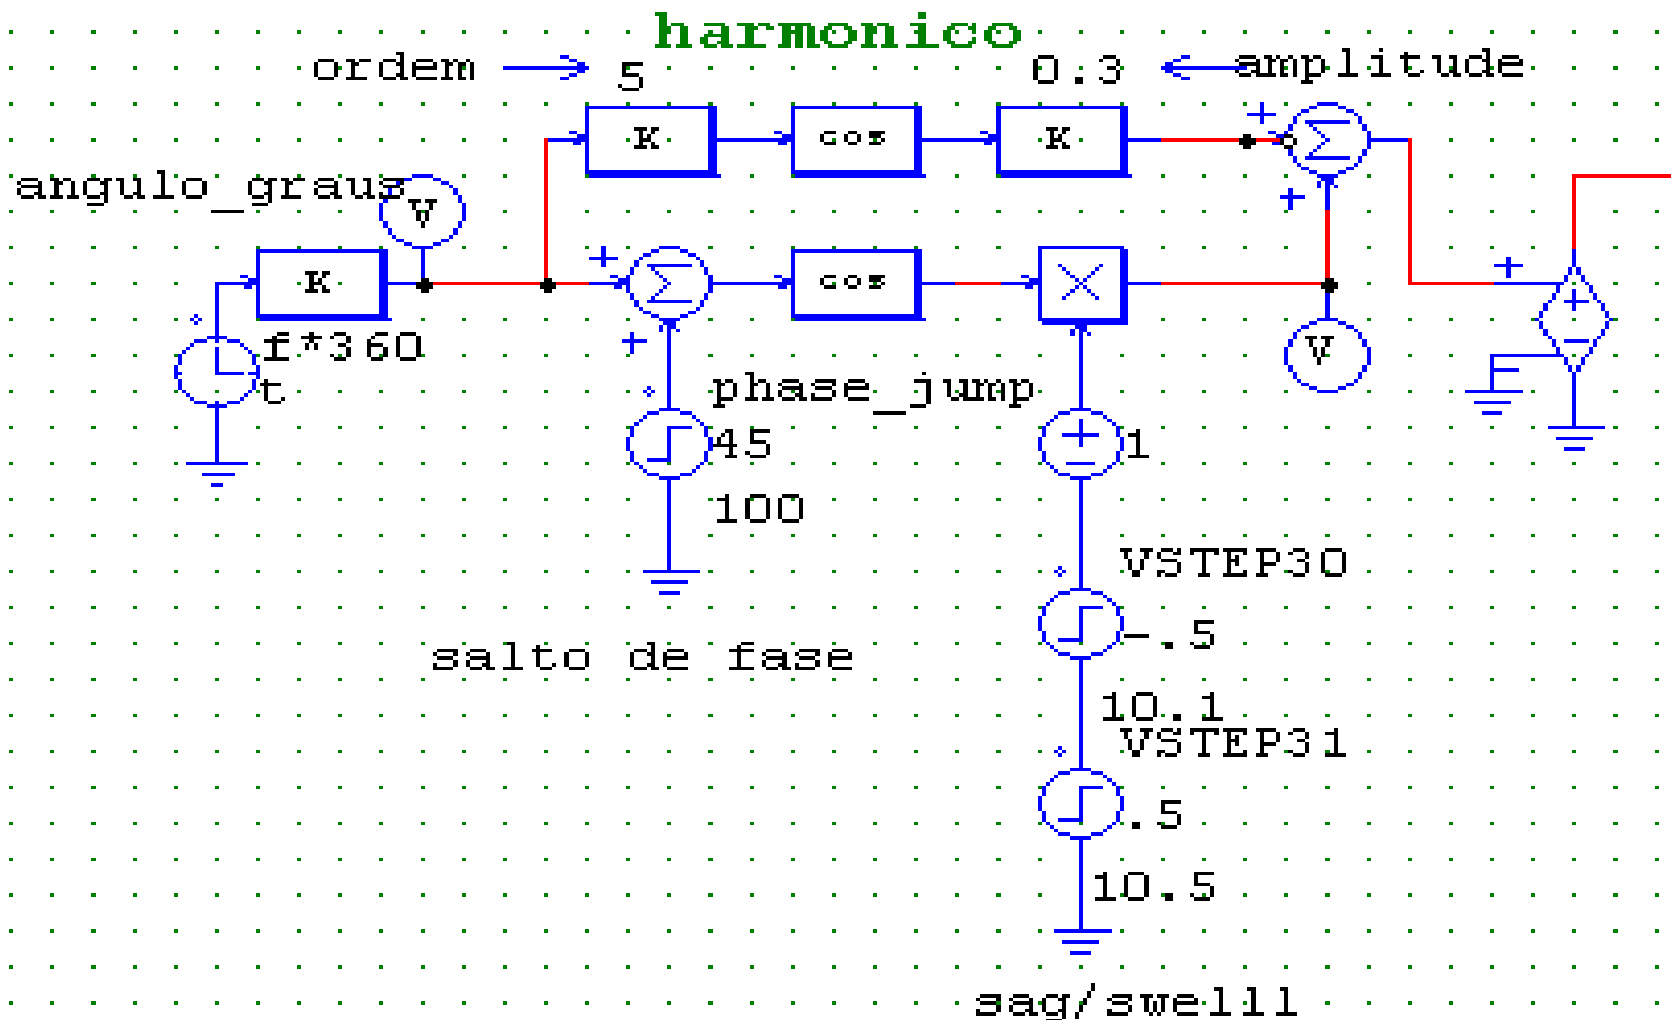 harmonico
ordem
5
0.3
amplitude
K
cos
K
Σ
angulo_graus
V
K
Σ
cos
f*360
t
phase_jump
V
45
1
100
VSTEP30
-.5
salto de fase
10.1
VSTEP31
.5
10.5
sag/swelll